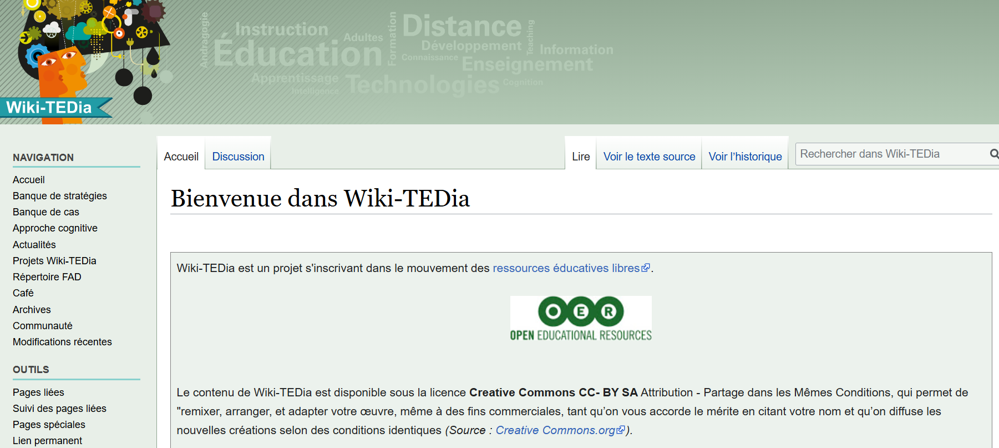 Andragogie
Instruction
Éducation
Adultes
Formation
Distance
Développement
Teaching
Connaissance
Information
Enseignement
Apprentissage
Intelligence
Technologies
Cognition
Wiki-TEDia
NAVIGATION
Accueil
Banque de stratégies
Banque de cas
Approche cognitive
Actualités
Projets Wiki-TEDia
Répertoire FAD
Café
Archives
Communauté
Modifications récentes
OUTILS
Pages liées
Suivi des pages liées
Pages spéciales
Lien permanent
Accueil Discussion Lire Voir le texte source Voir l’historique Rechercher dans Wiki-TEDia
Bienvenue dans Wiki-TEDia
Wiki-TEDia est un projet s'inscrivant dans le mouvement des ressources éducatives libres.
OER
OPEN EDUCATIONAL RESOURCES
Le contenu de Wiki-TEDia est disponible sous la licence Creative Commons CC- BY SA Attribution - Partage dans les Mêmes Conditions, qui permet de
"remixer, arranger, et adapter votre œuvre, même à des fins commerciales, tant qu’on vous accorde le mérite en citant votre nom et qu’on diffuse les
nouvelles créations selon des conditions identiques (Source : Creative Commons.org).